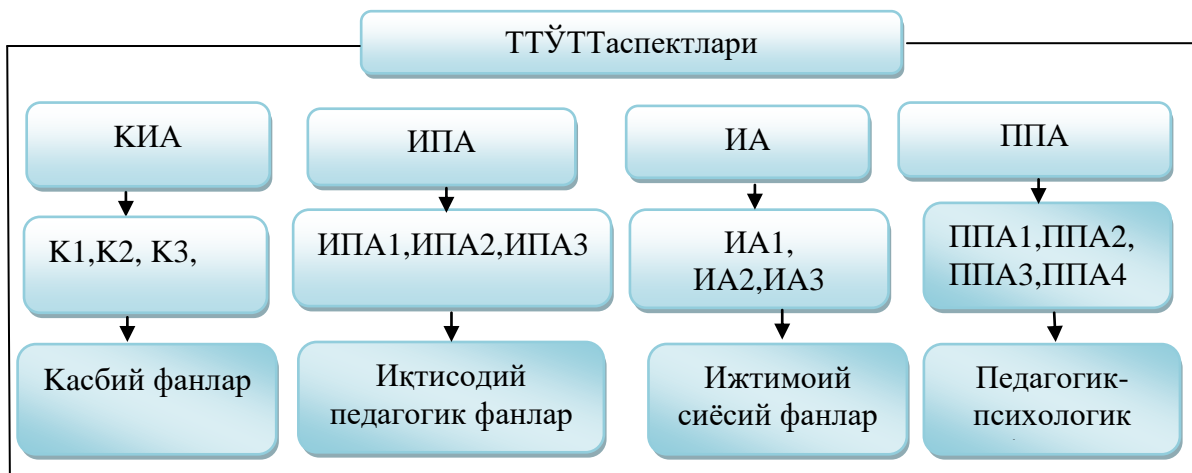 ТТЎТТаспектлари
КИА
ИПА
ИА
ППА
К1,К2, К3,
ИПА1,ИПА2,ИПА3
ИА1,
ИА2,ИА3
ППА1,ППА2,
ППА3,ППА4
Касбий фанлар
Иқтисодий
педагогик фанлар
Ижтимоий
сиёсий фанлар
Педагогик-
психологик